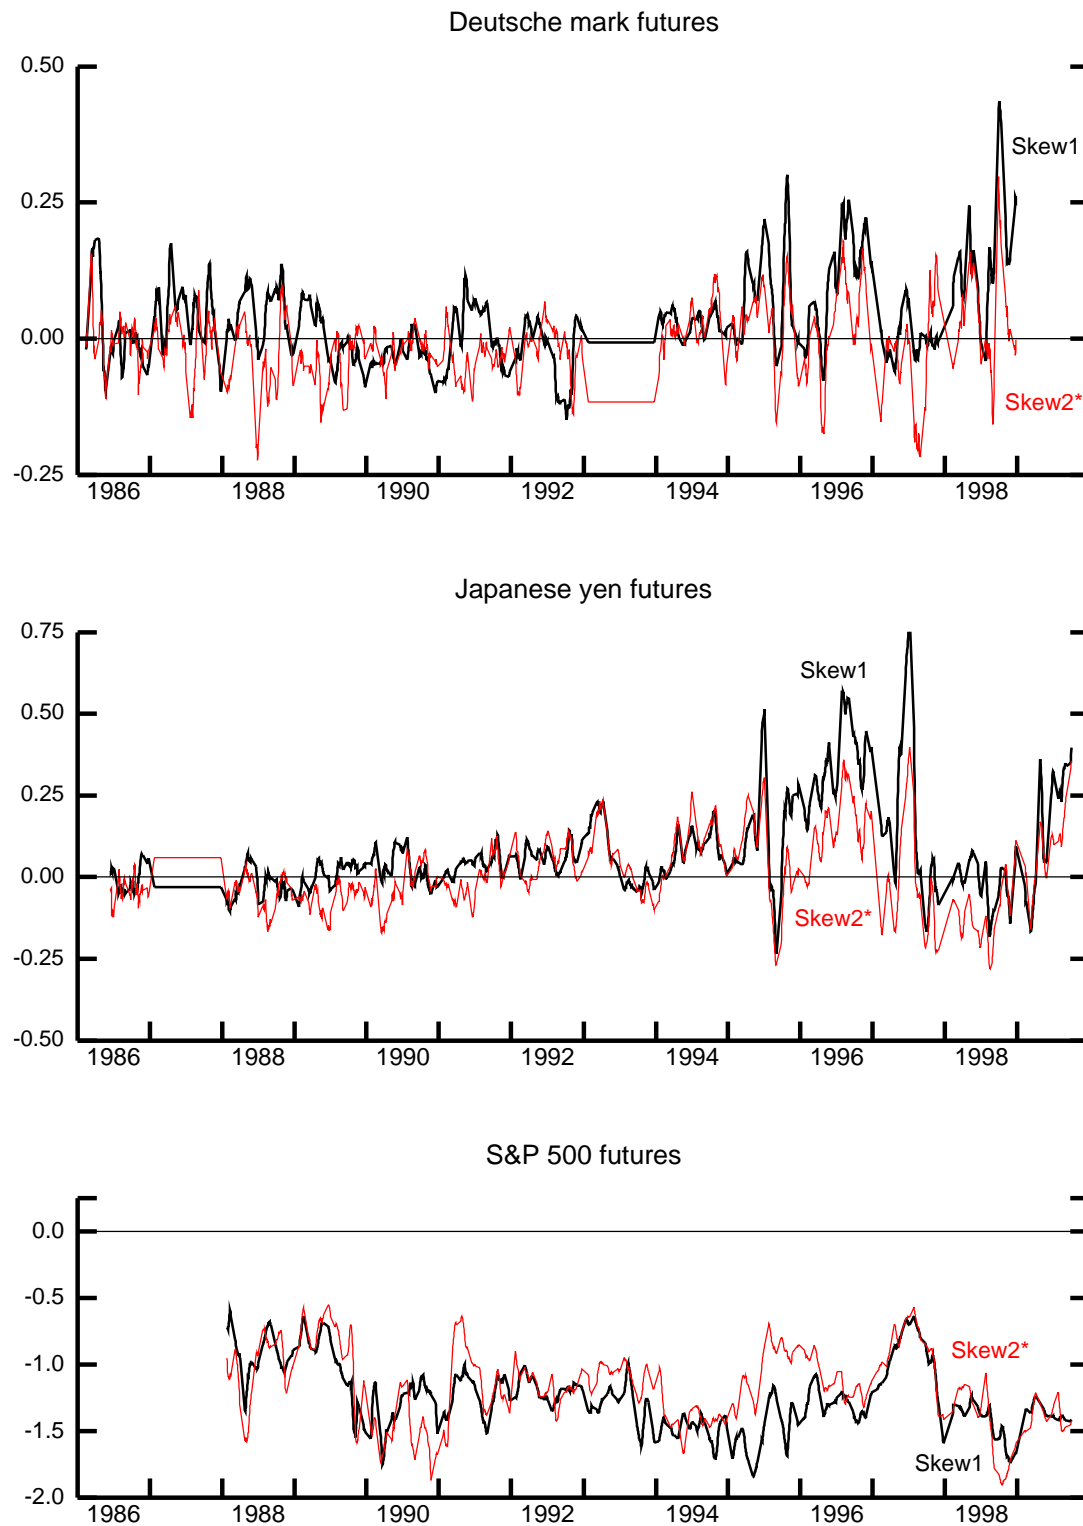 Deutsche mark futures
0.50
Skew1
0.25
0.00
Skew2*
-0.25
1986 1988 1990 1992 1994 1996 1998
Japanese yen futures
0.75
Skew1
0.50
0.25
0.00
Skew2*
-0.25
-0.50
1986 1988 1990 1992 1994 1996 1998
S&P 500 futures
0.0
-0.5
Skew2*
-1.0
-1.5
Skew1
-2.0
1986 1988 1990 1992 1994 1996 1998